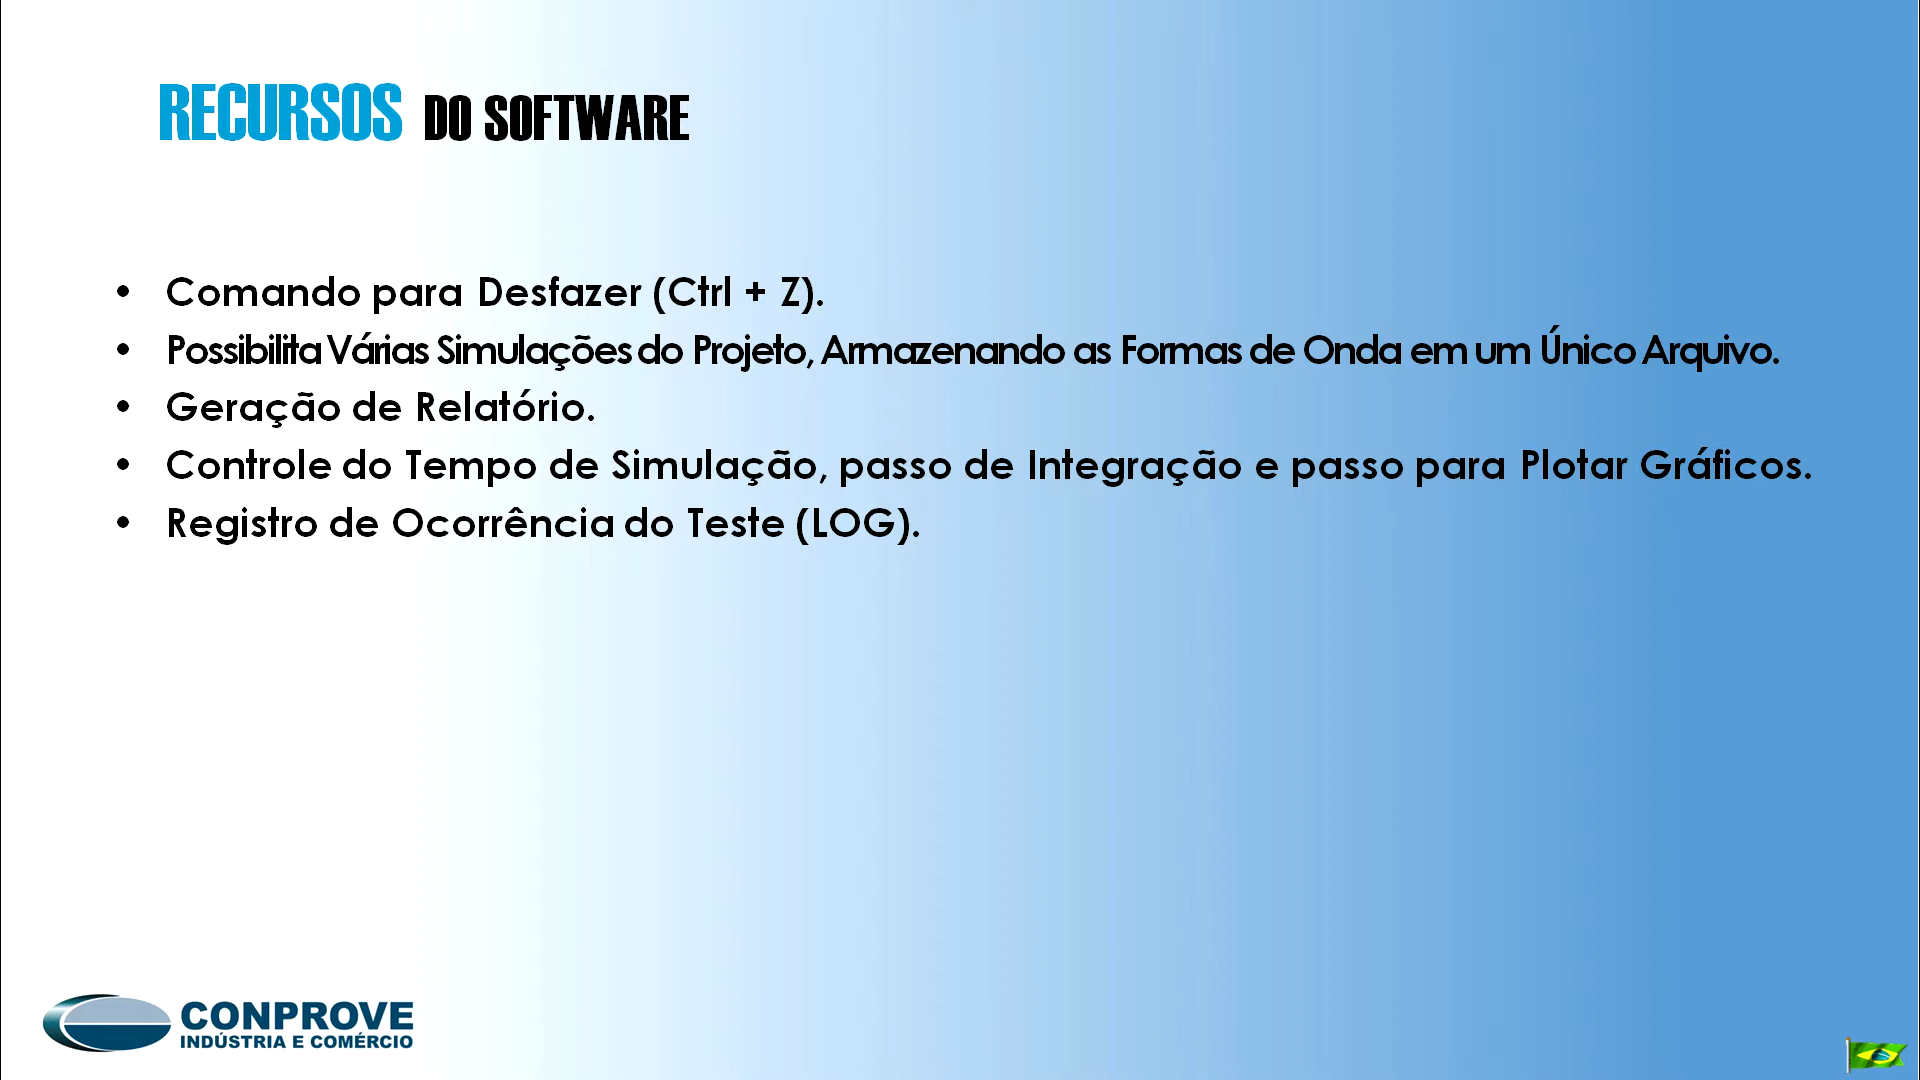 RECURSOS DO SOFTWARE
• Comando para Desfazer (Ctrl + Z).
• Possibilita Várias Simulações do Projeto, Armazenando as Formas de Onda em um Único Arquivo.
• Geração de Relatório.
• Controle do Tempo de Simulação, passo de Integração e passo para Plotar Gráficos.
• Registro de Ocorrência do Teste (LOG).
CONPROVE
INDÚSTRIA E COMÉRCIO